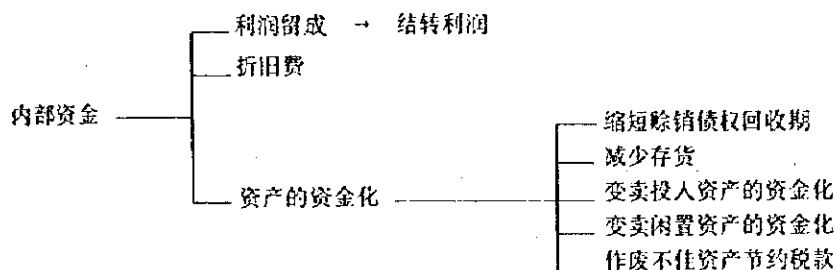 利润留成 → 结转利润
折旧费
内部资金
缩短赊销债权回收期
减少存货
资产的资金化
变卖投入资产的资金化
变卖闲置资产的资金化
作废不佳资产节约税款